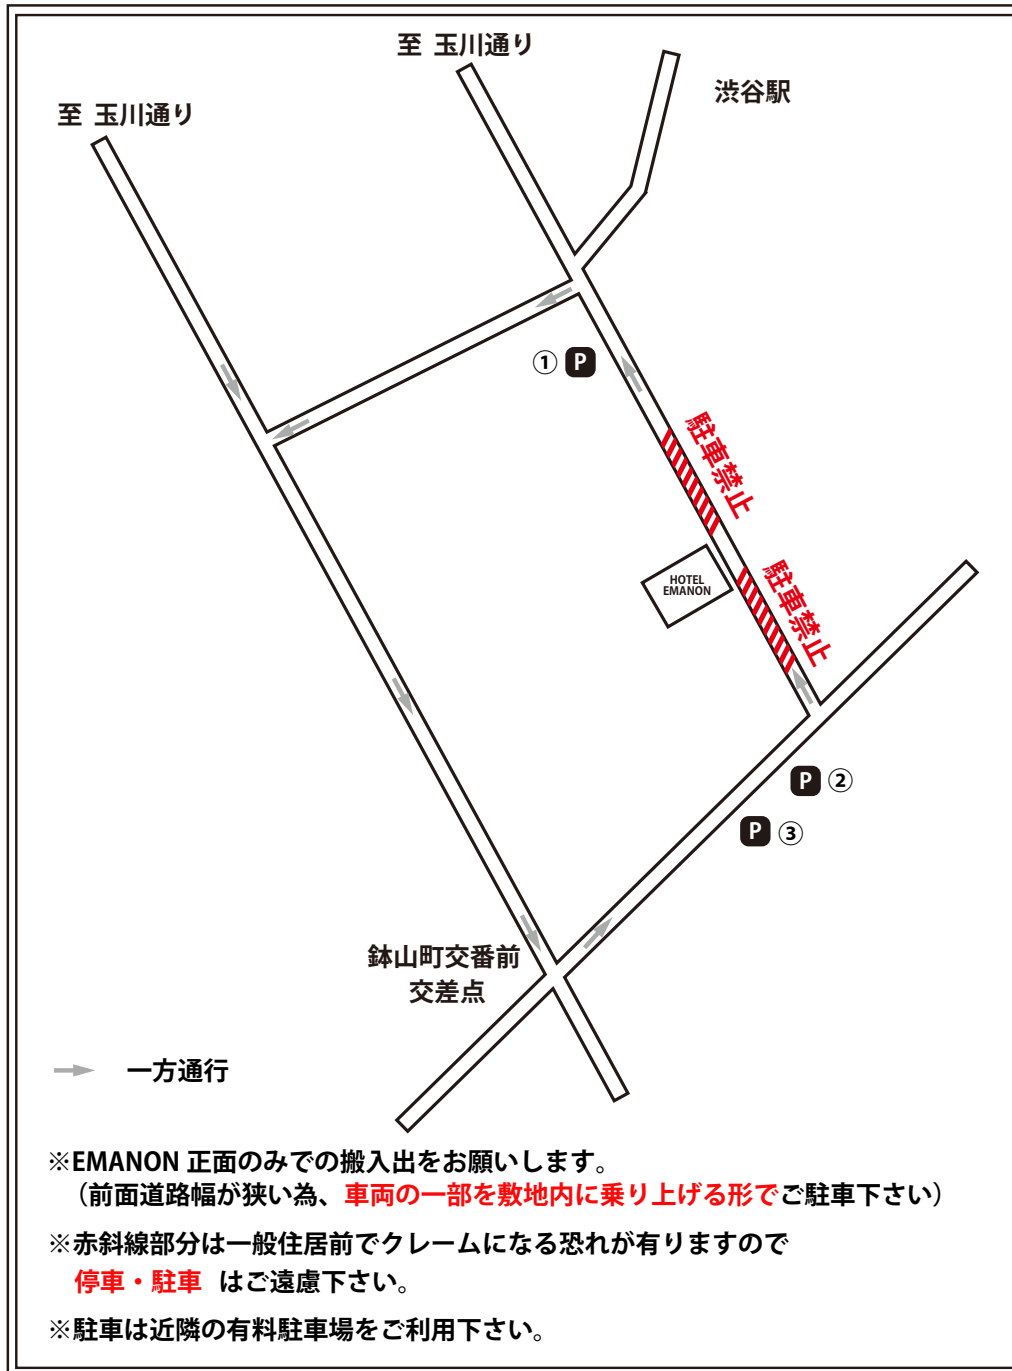 至 玉川通り
渋谷駅
至 玉川通り
① P
駐車禁止
HOTEL
EMANON
駐車禁止
P ②
P ③
鉢山町交番前
交差点
一方通行
※EMANON 正面のみでの搬入出をお願いします。
（前面道路幅が狭い為、車両の一部を敷地内に乗り上げる形でご駐車下さい）
※赤斜線部分は一般住居前でクレームになる恐れが有りますので
停車・駐車 はご遠慮下さい。
※駐車は近隣の有料駐車場をご利用下さい。